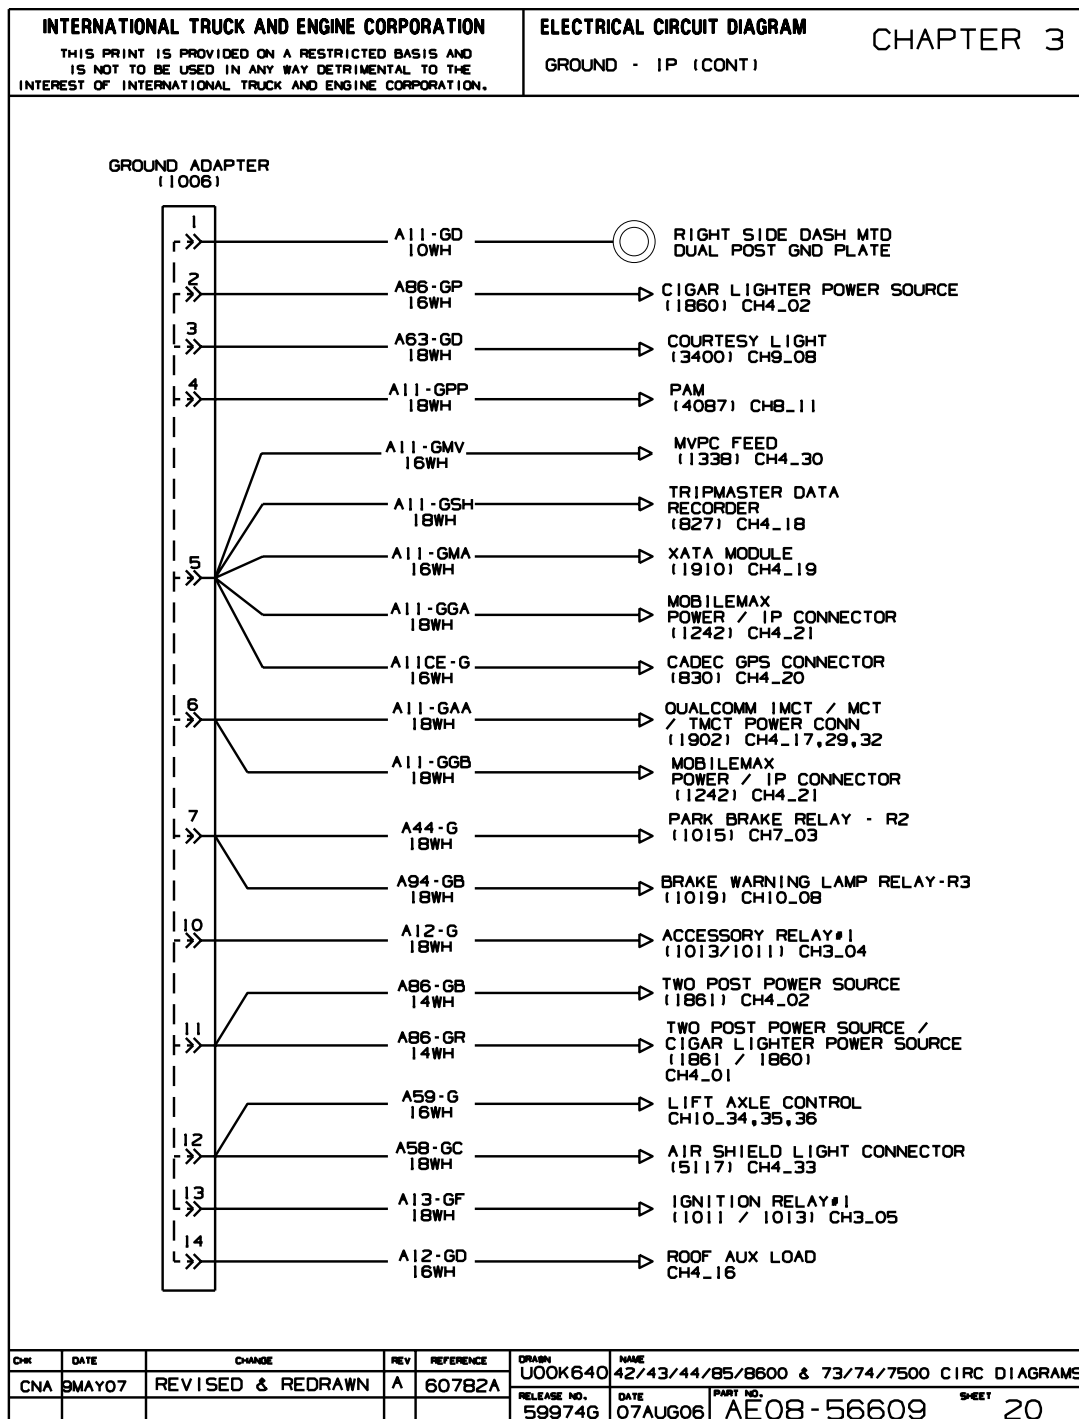 INTERNATIONAL TRUCK AND ENGINE CORPORATION
THIS PRINT IS PROVIDED ON A RESTRICTED BASIS AND
IS NOT TO BE USED IN ANY WAY DETRIMENTAL TO THE
INTEREST OF INTERNATIONAL TRUCK AND ENGINE CORPORATION.
ELECTRICAL CIRCUIT DIAGRAM
GROUND - IP (CONT)
CHAPTER 3
GROUND ADAPTER
(1006)
1
A11-GD
10WH
RIGHT SIDE DASH MTD
DUAL POST GND PLATE
2
A86-GP
16WH
CIGAR LIGHTER POWER SOURCE
(1860) CH4_02
3
A63-GD
18WH
COURTESY LIGHT
(3400) CH9_08
4
A11-GPP
18WH
PAM
(4087) CH8_11
A11-GMV
16WH
MVPC FEED
(1338) CH4_30
A11-GSH
18WH
TRIPMASTER DATA
RECORDER
(827) CH4_18
5
A11-GMA
16WH
XATA MODULE
(1910) CH4_19
A11-GGA
18WH
MOBILEMAX
POWER / IP CONNECTOR
(1242) CH4_21
A11CE-G
16WH
CADEC GPS CONNECTOR
(830) CH4_20
6
A11-GAA
18WH
QUALCOMM IMCT / MCT
/ TMCT POWER CONN
(1902) CH4_17,29,32
A11-GGB
18WH
MOBILEMAX
POWER / IP CONNECTOR
(1242) CH4_21
7
A44-G
18WH
PARK BRAKE RELAY - R2
(1015) CH7_03
A94-GB
18WH
BRAKE WARNING LAMP RELAY-R3
(1019) CH10_08
10
A12-G
18WH
ACCESSORY RELAY#1
(1013/1011) CH3_04
A86-GB
14WH
TWO POST POWER SOURCE
(1861) CH4_02
11
A86-GR
14WH
TWO POST POWER SOURCE /
CIGAR LIGHTER POWER SOURCE
(1861 / 1860)
CH4_01
A59-G
16WH
LIFT AXLE CONTROL
CH10_34,35,36
12
A58-GC
18WH
AIR SHIELD LIGHT CONNECTOR
(5117) CH4_33
13
A13-GF
18WH
IGNITION RELAY#1
(1011 / 1013) CH3_05
14
A12-GD
16WH
ROOF AUX LOAD
CH4_16
CHK DATE CHANGE REV REFERENCE
CNA 9MAY07 REVISED & REDRAWN A 60782A
DRAWN
U00K640
NAME
42/43/44/85/8600 & 73/74/7500 CIRC DIAGRAMS
RELEASE NO.
59974G
DATE
07AUG06
PART NO.
AE08-56609
SHEET
20